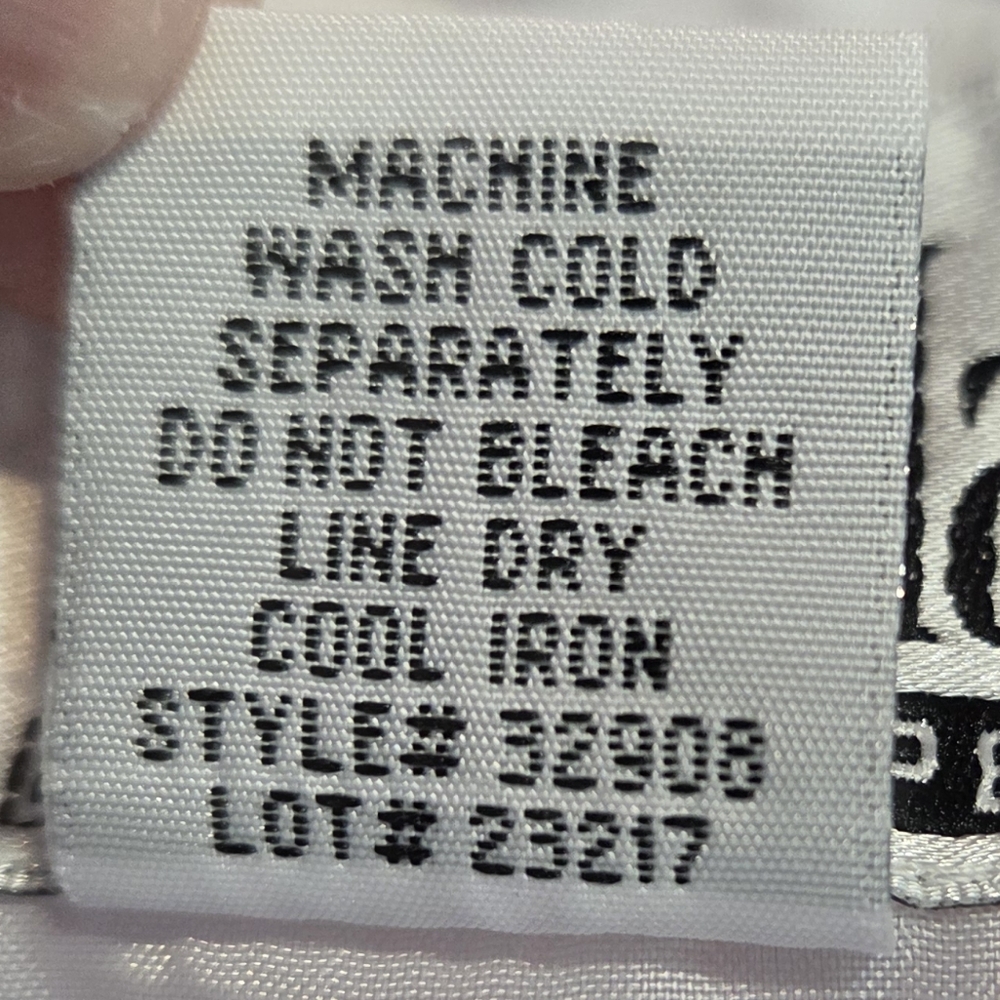 MACHINE
WASH COLD
SEPARATELY
DO NOT BLEACH
LINE DRY
COOL IRON
STYLE# 32908
LOT# 23217